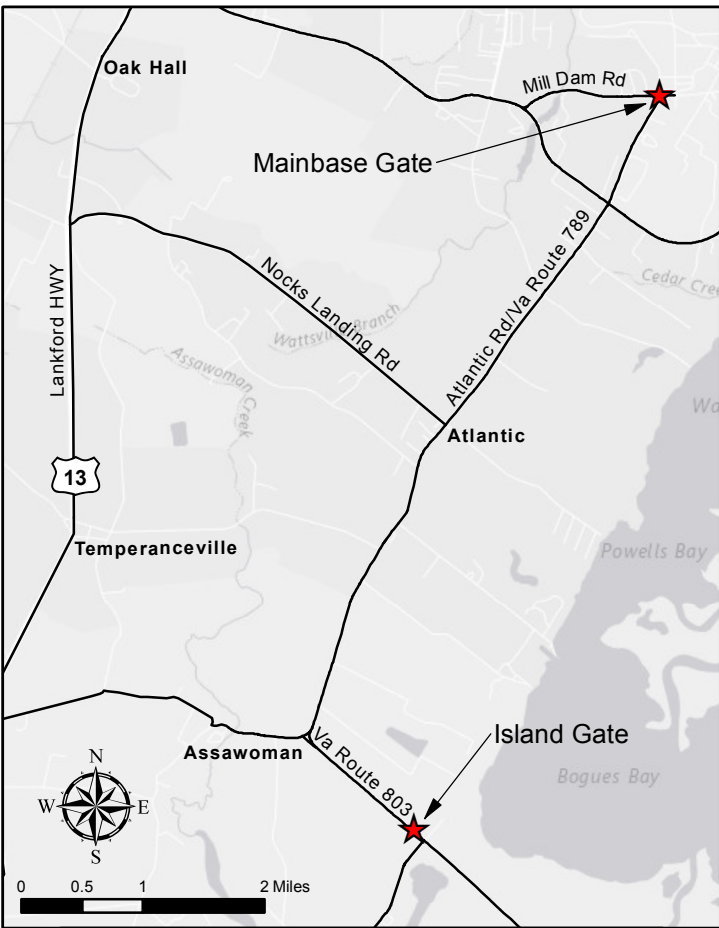 Oak Hall
Mill Dam Rd
Mainbase Gate
Atlantic Rd/Va Route 789
Nocks Landing Rd
Lankford HWY
Cedar Cree
Wattsville Branch
Assawoman Creek
Wa
Atlantic
13
Temperanceville
Powells Bay
Assawoman
Va Route 803
Island Gate
Bogues Bay
N
W E
S
0 0.5 1 2 Miles